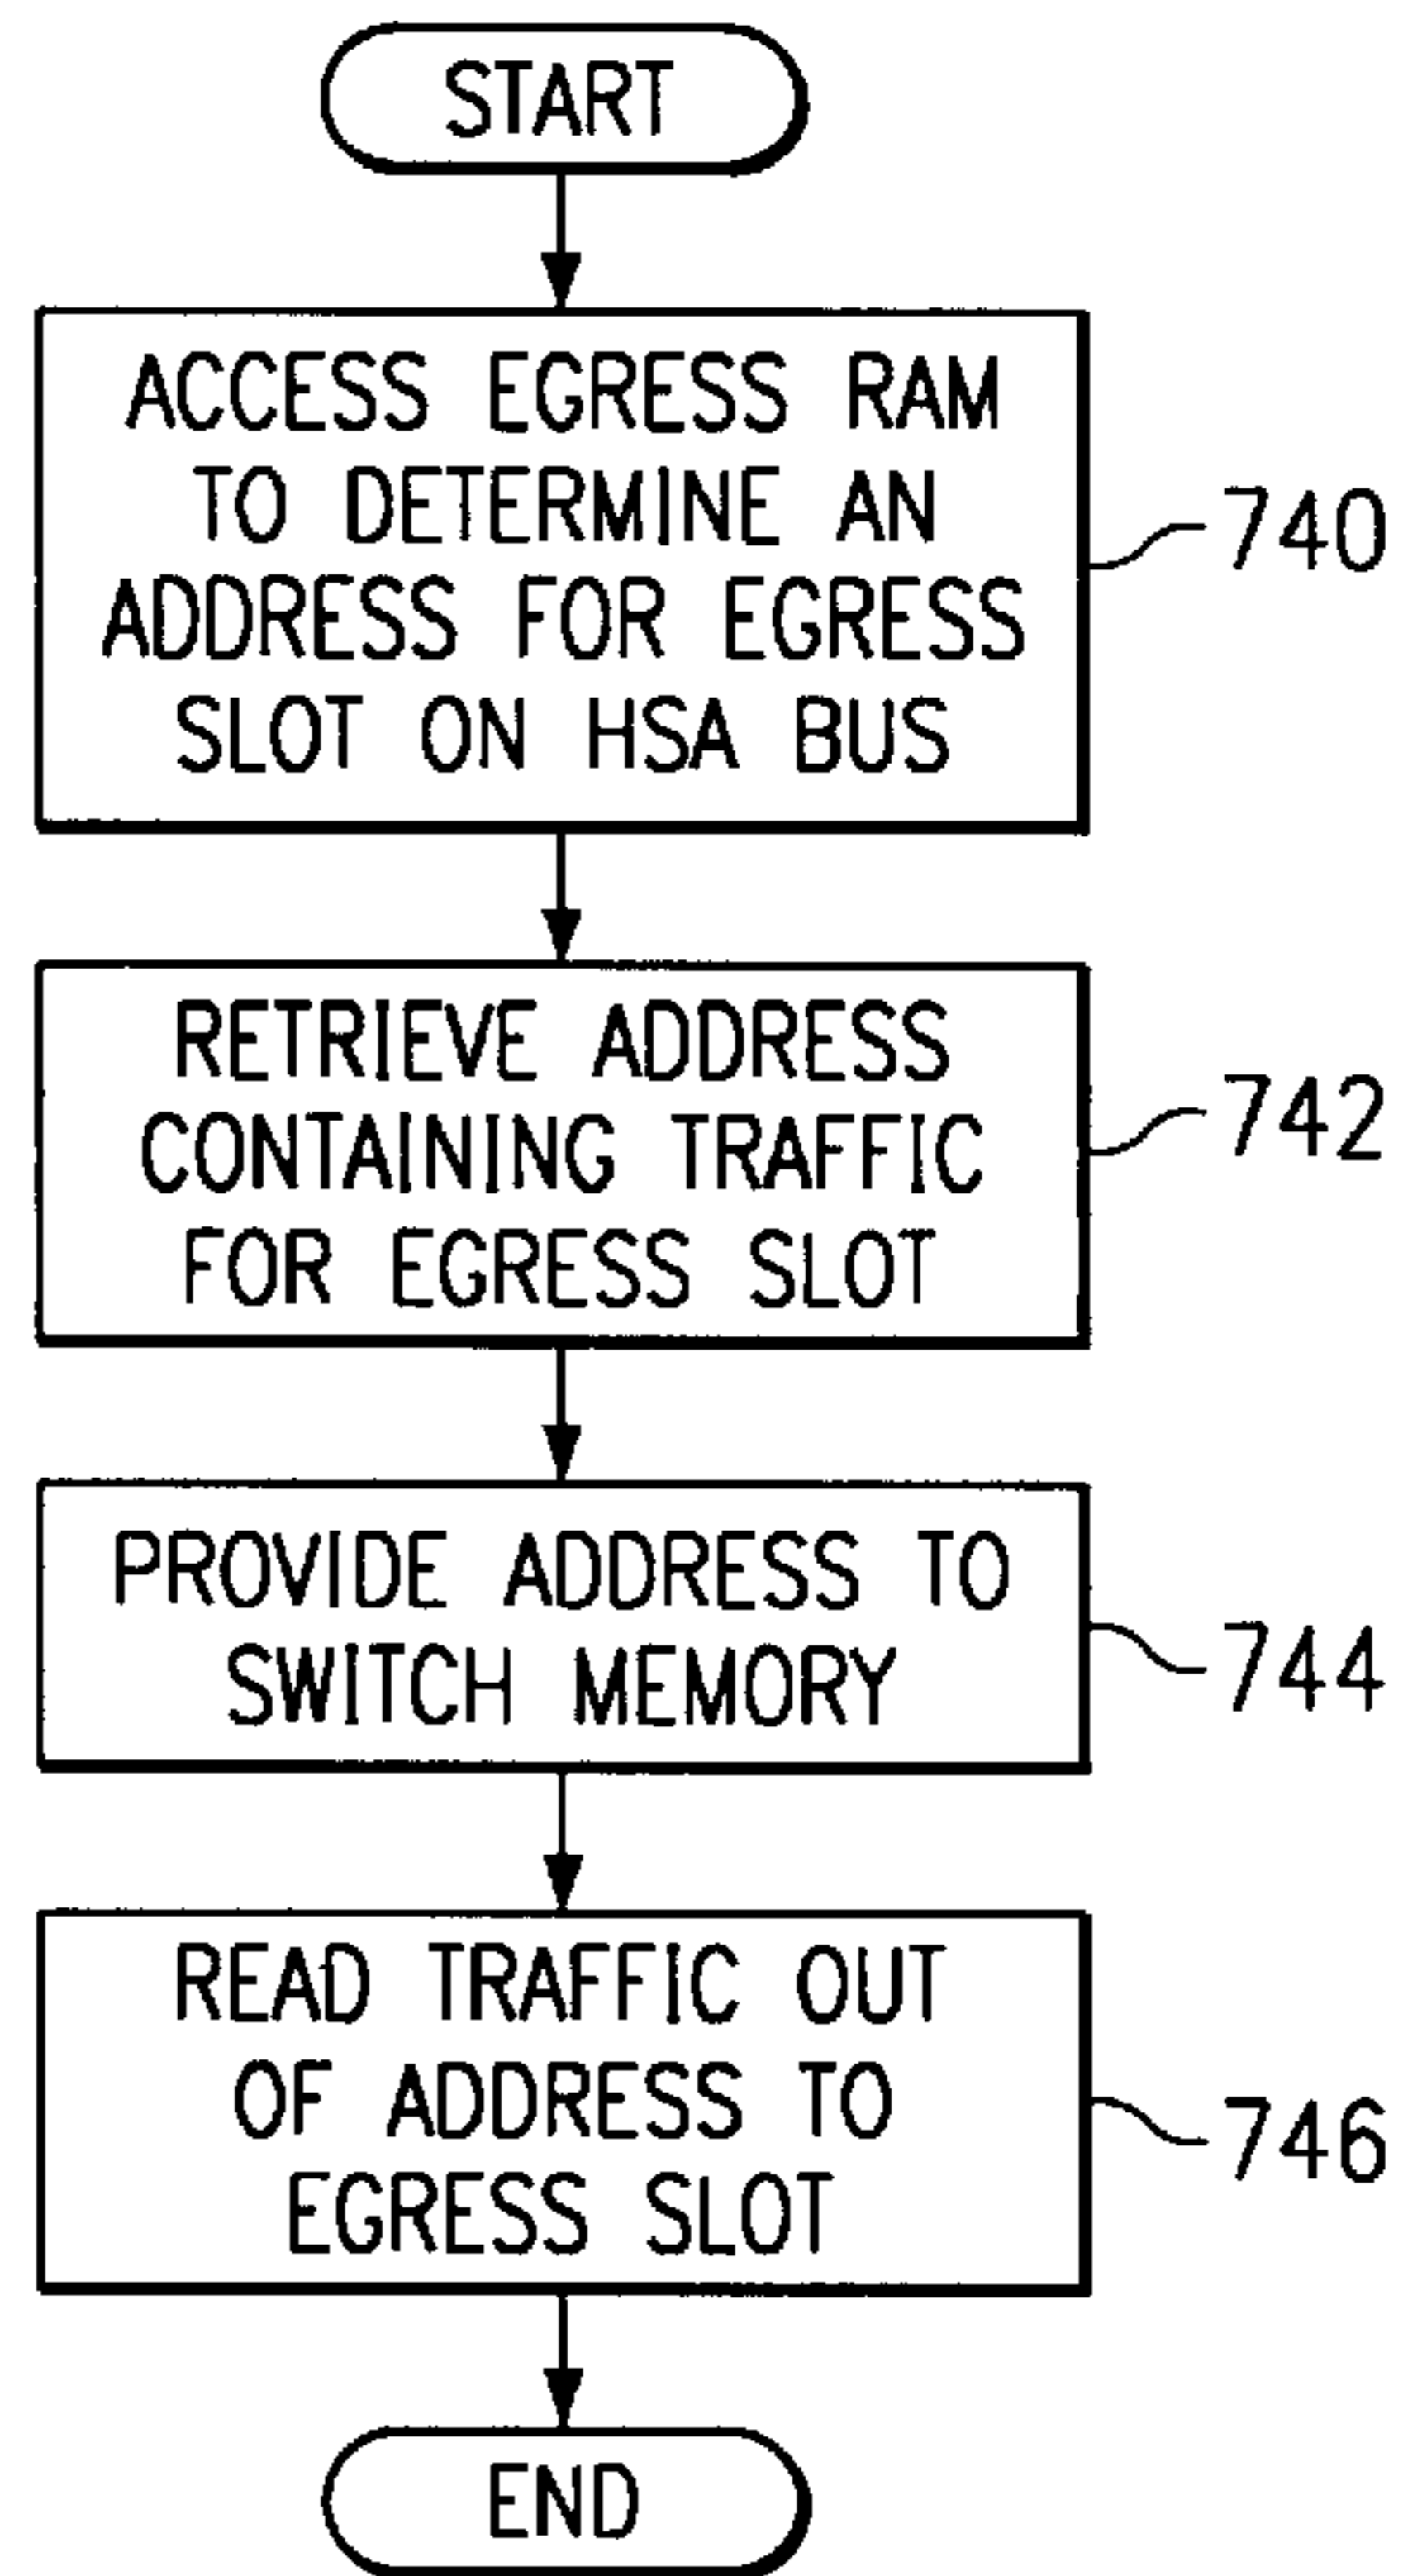 START
ACCESS EGRESS RAM
TO DETERMINE AN
ADDRESS FOR EGRESS
SLOT ON HSA BUS
740
RETRIEVE ADDRESS
CONTAINING TRAFFIC
FOR EGRESS SLOT
742
PROVIDE ADDRESS TO
SWITCH MEMORY
744
READ TRAFFIC OUT
OF ADDRESS TO
EGRESS SLOT
746
END